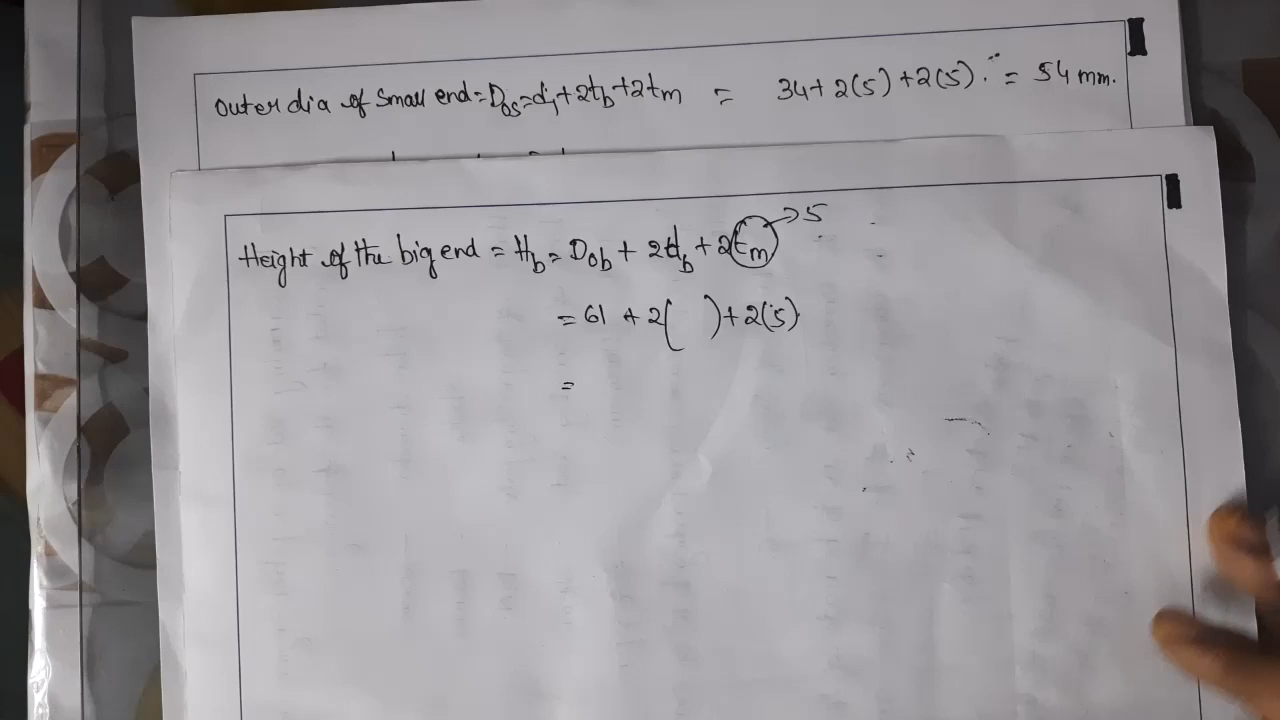 Outer dia of Small end = Dos = d1 + 2tb + 2tm = 34 + 2(5) + 2(5) = 54 mm.
→ 5
Height of the big end = Hb = Dob + 2db + 2tm
= 61 + 2( ) + 2(5)
=